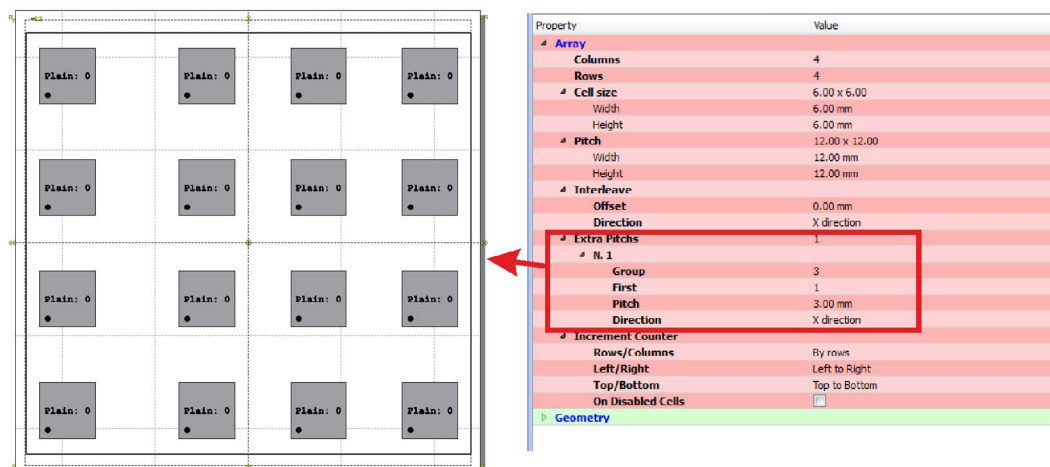 Plain: 0 Plain: 0 Plain: 0 Plain: 0
Plain: 0 Plain: 0 Plain: 0 Plain: 0
Plain: 0 Plain: 0 Plain: 0 Plain: 0
Plain: 0 Plain: 0 Plain: 0 Plain: 0
Property Value
Array
Columns 4
Rows 4
Cell size 6.00 x 6.00
Width 6.00 mm
Height 6.00 mm
Pitch 12.00 x 12.00
Width 12.00 mm
Height 12.00 mm
Interleave
Offset 0.00 mm
Direction X direction
Extra Pitchs 1
N. 1
Group 3
First 1
Pitch 3.00 mm
Direction X direction
Increment Counter
Rows/Columns By rows
Left/Right Left to Right
Top/Bottom Top to Bottom
On Disabled Cells
Geometry